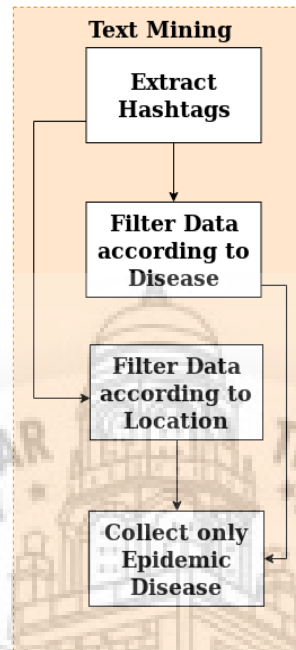 Text Mining
Extract
Hashtags
Filter Data
according to
Disease
Filter Data
according to
Location
Collect only
Epidemic
Disease